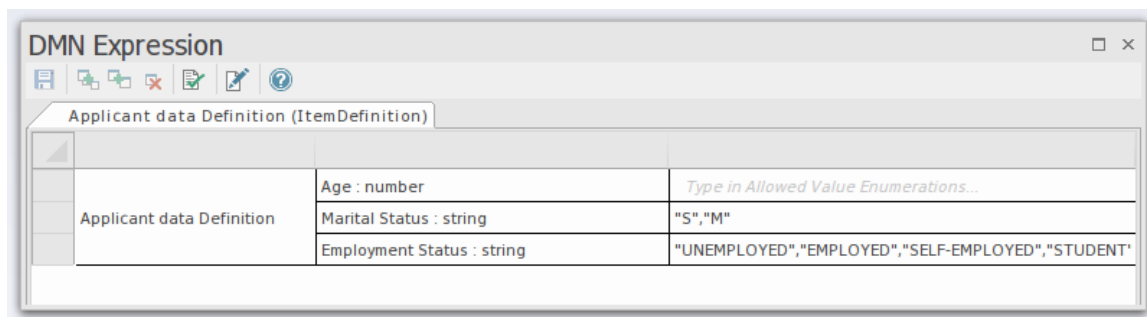 DMN Expression
Applicant data Definition (ItemDefinition)
Age : number
Type in Allowed Value Enumerations...
Applicant data Definition
Marital Status : string
"S","M"
Employment Status : string
"UNEMPLOYED","EMPLOYED","SELF-EMPLOYED","STUDENT"